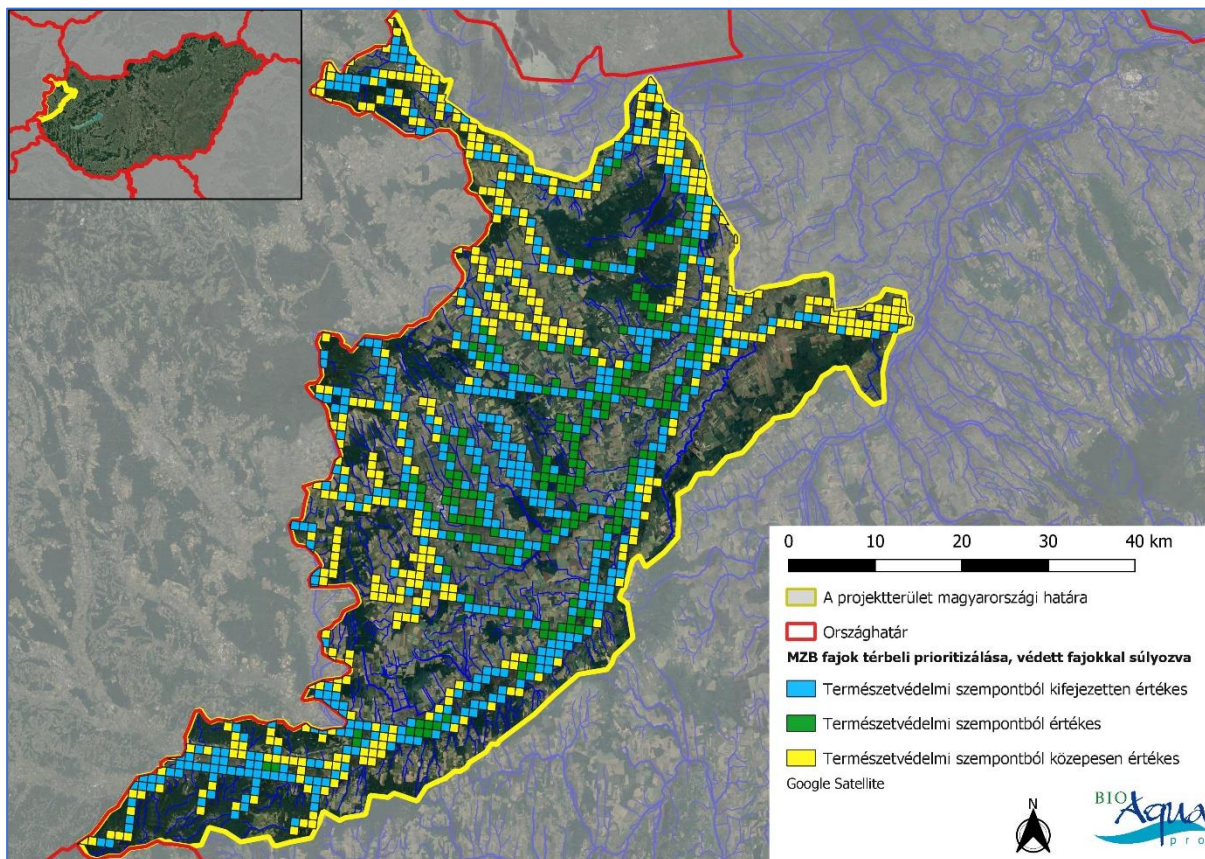 0 10 20 30 40 km
A projektterület magyarországi határa
Országhatár
MZB fajok térbeli prioritizálása, védett fajokkal súlyozva
Természetvédelmi szempontból kifejezetten értékes
Természetvédelmi szempontból értékes
Természetvédelmi szempontból közepesen értékes
Google Satellite
N
BIO
Aqua
pro